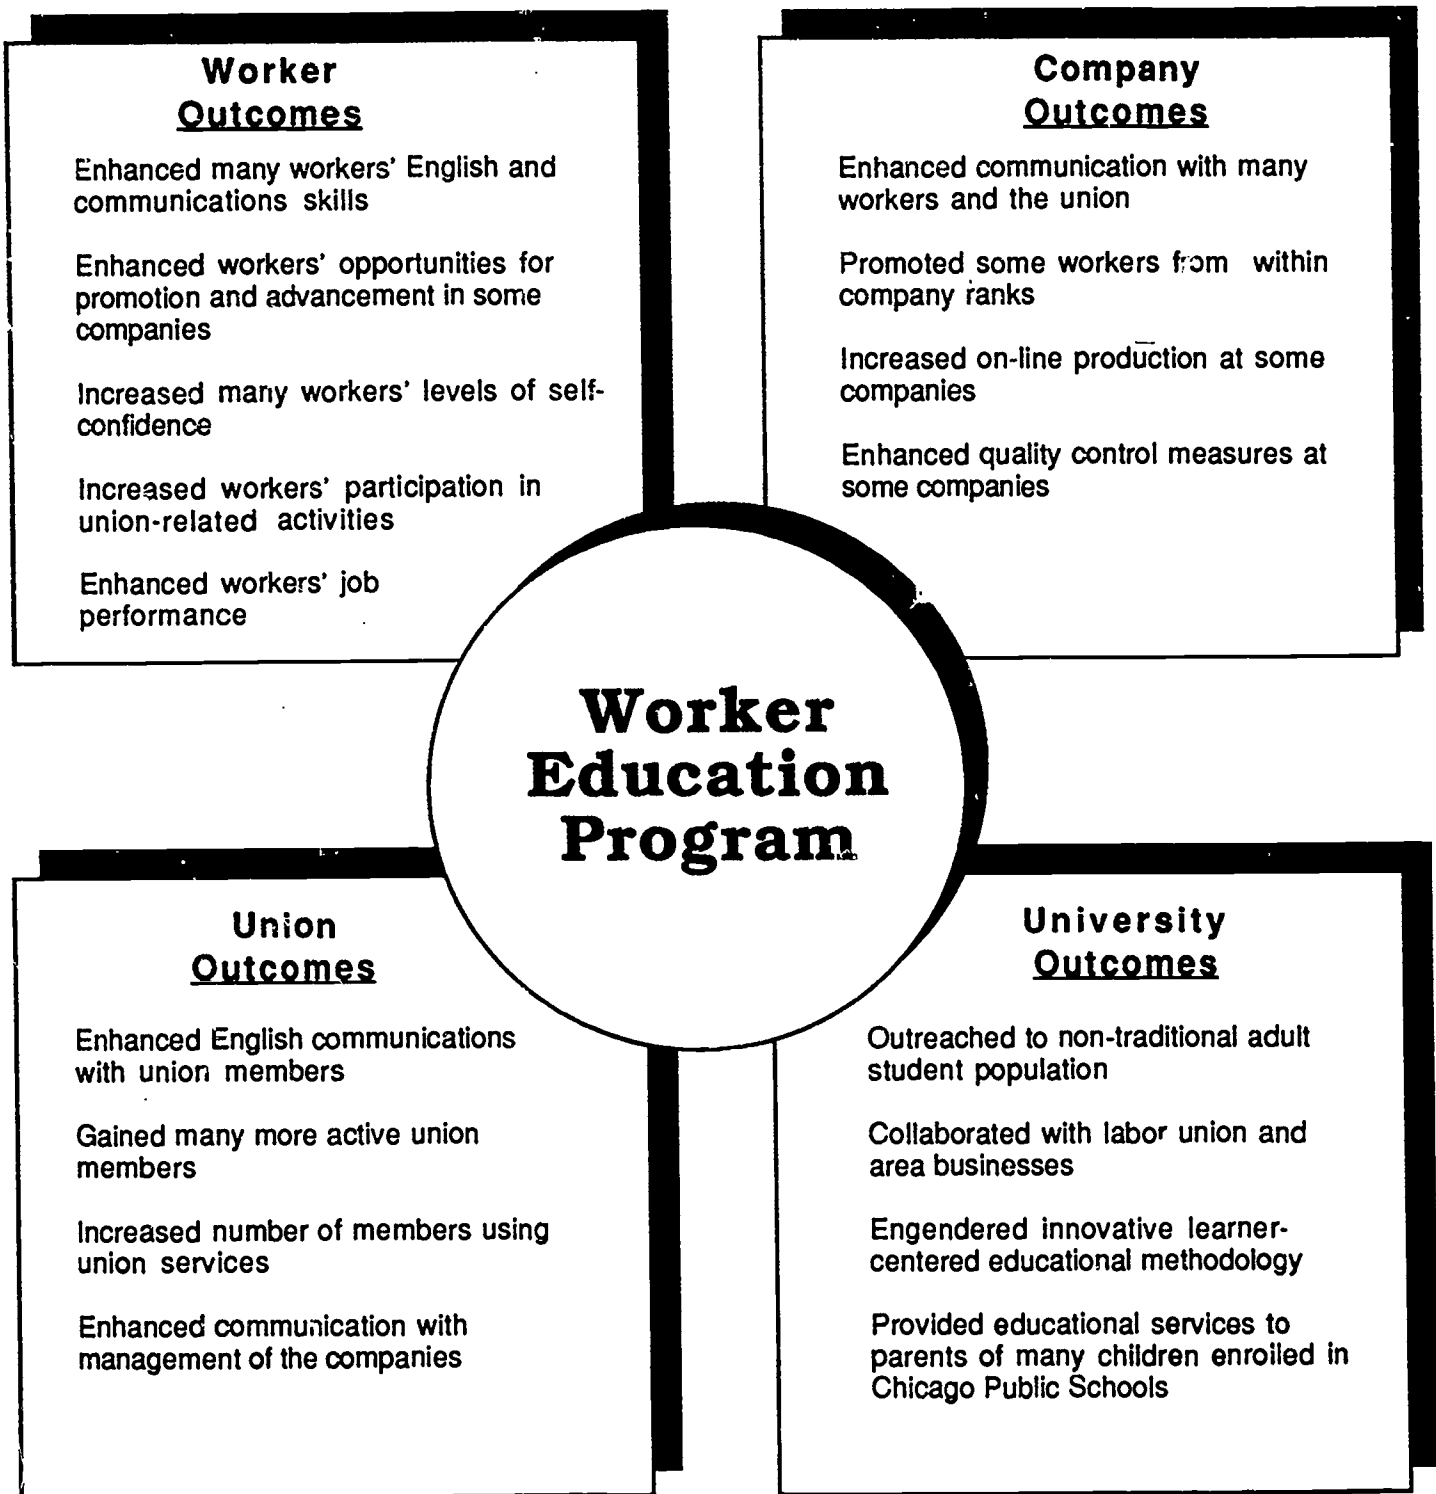 Worker
Outcomes
Enhanced many workers' English and
communications skills
Enhanced workers' opportunities for
promotion and advancement in some
companies
Increased many workers' levels of self-
confidence
Increased workers' participation in
union-related activities
Enhanced workers' job
performance
Company
Outcomes
Enhanced communication with many
workers and the union
Promoted some workers from within
company ranks
Increased on-line production at some
companies
Enhanced quality control measures at
some companies
Worker
Education
Program
Union
Outcomes
Enhanced English communications
with union members
Gained many more active union
members
Increased number of members using
union services
Enhanced communication with
management of the companies
University
Outcomes
Outreached to non-traditional adult
student population
Collaborated with labor union and
area businesses
Engendered innovative learner-
centered educational methodology
Provided educational services to
parents of many children enrolled in
Chicago Public Schools